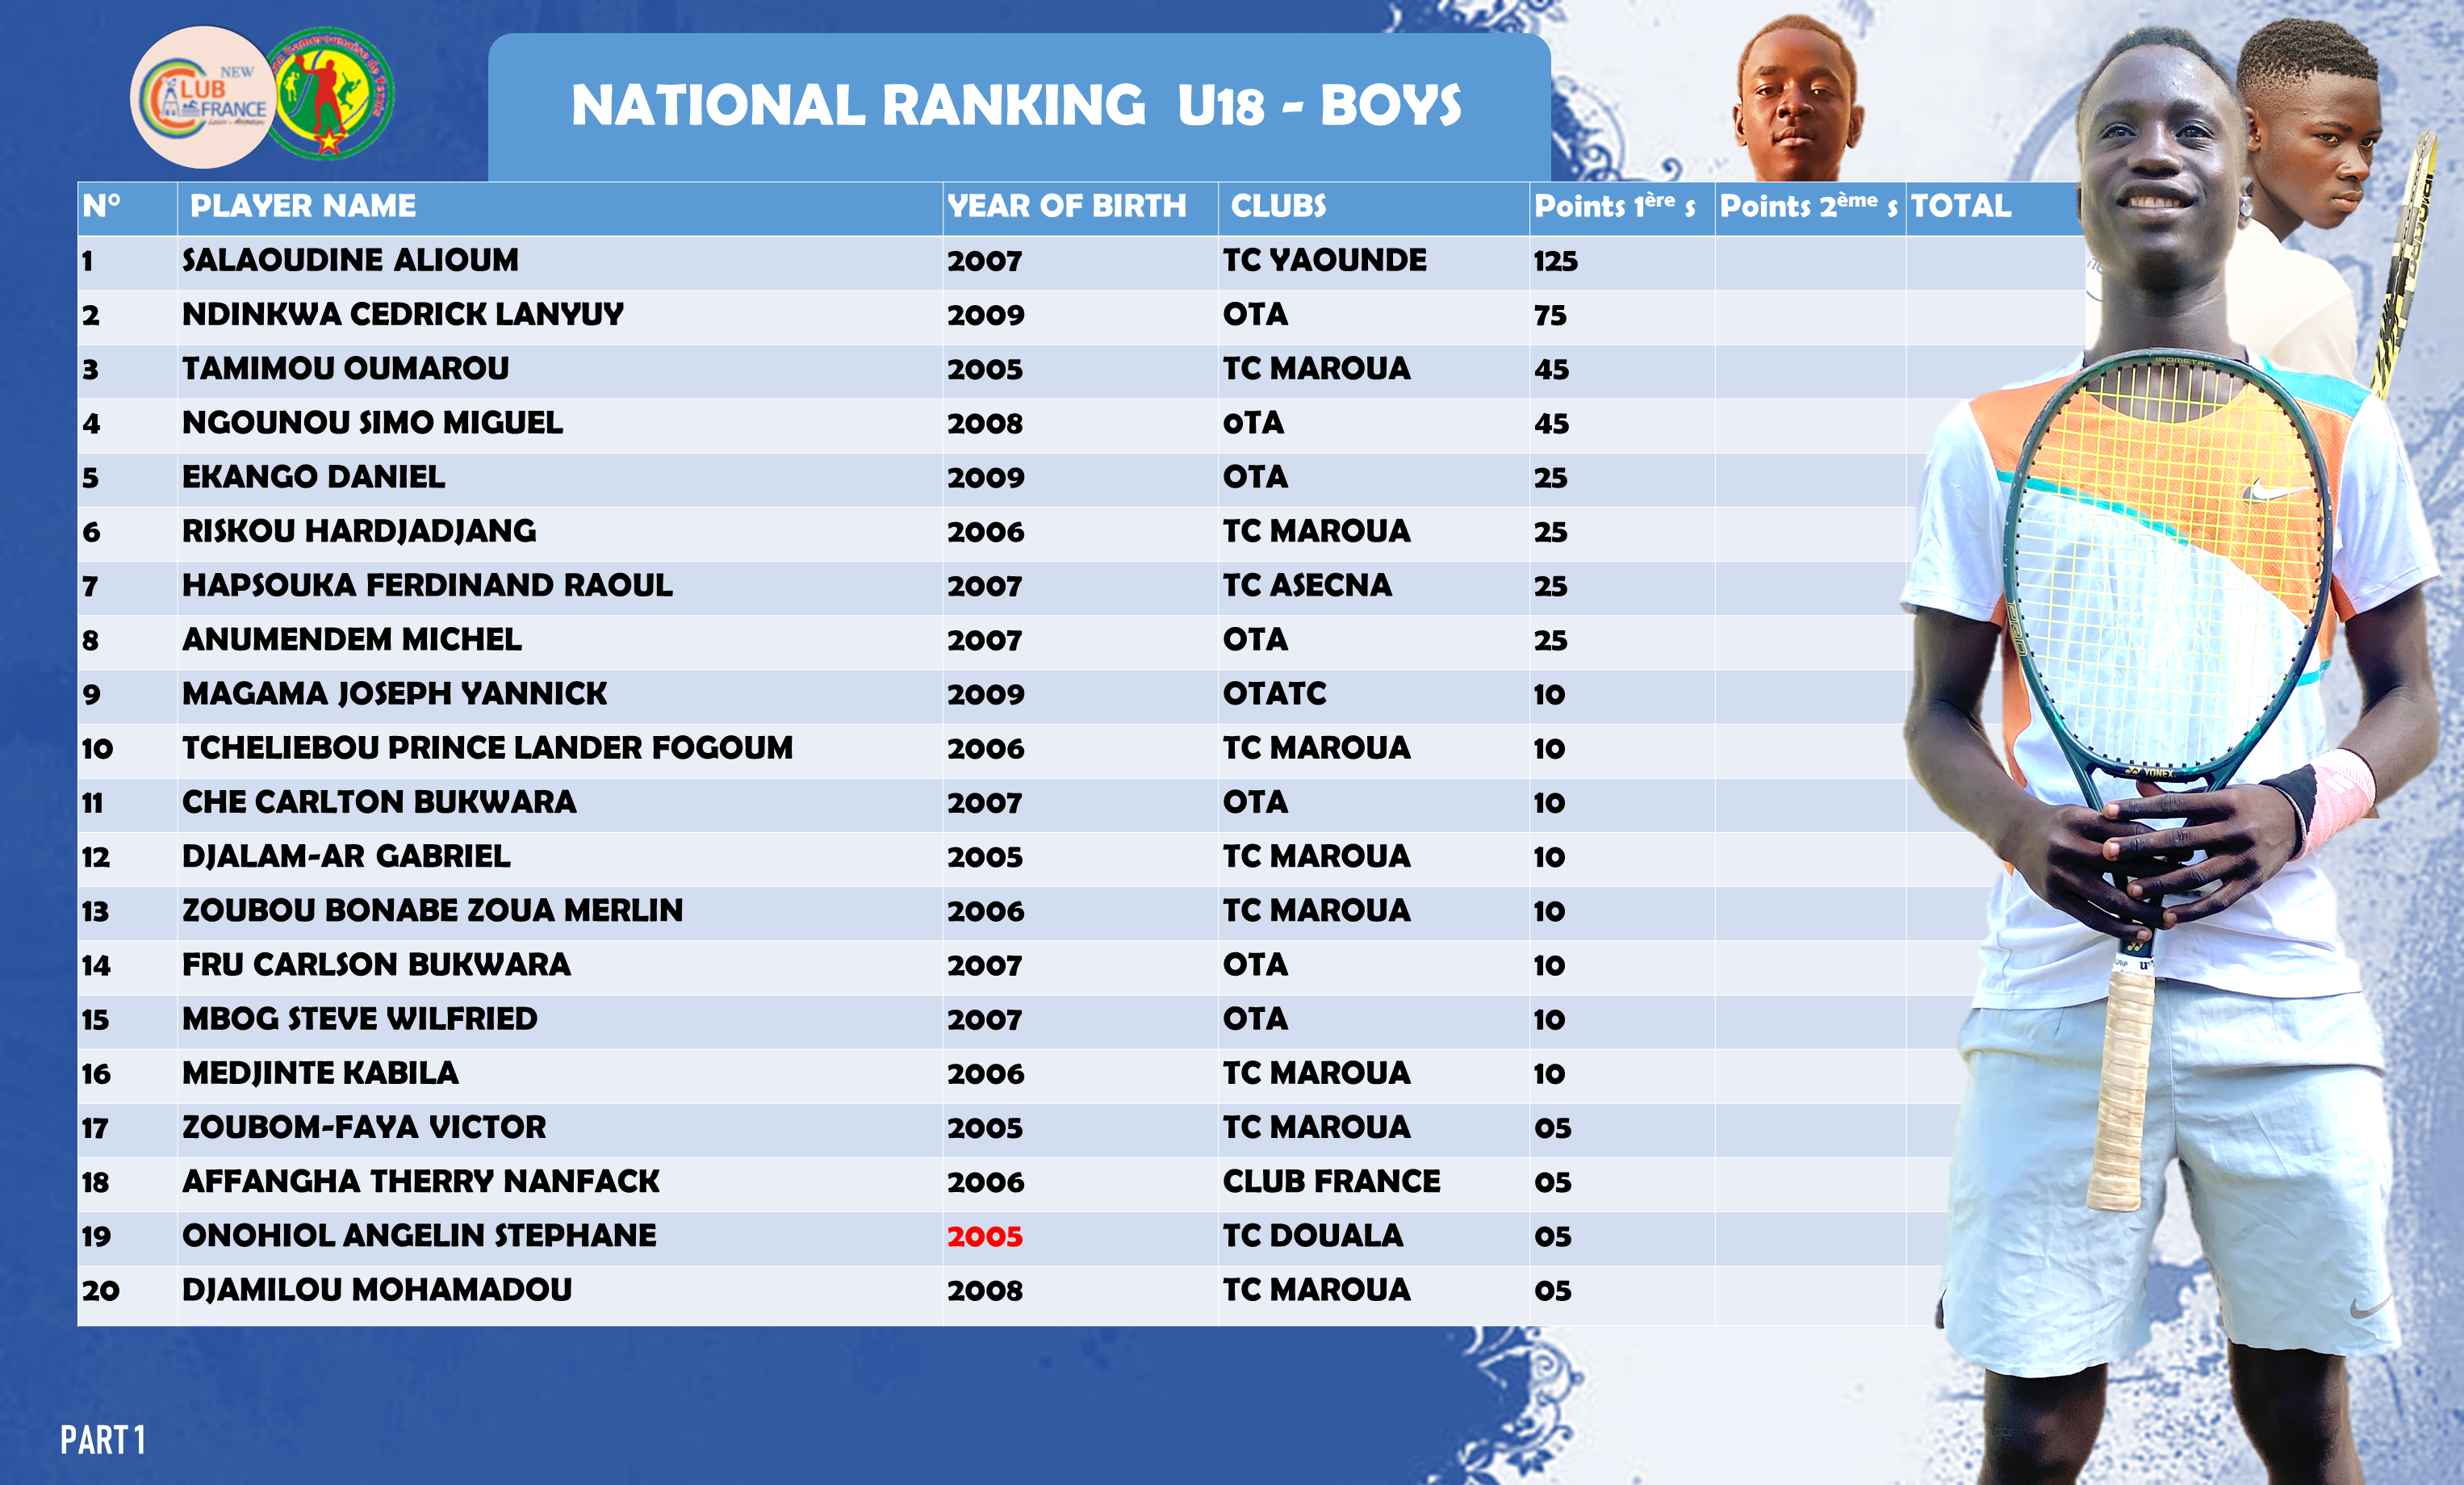 NEW
CLUB
FRANCE
NATIONAL RANKING U18 - BOYS
N° PLAYER NAME YEAR OF BIRTH CLUBS Points 1ère s Points 2ème s TOTAL
1 SALAOUDINE ALIOUM 2007 TC YAOUNDE 125
2 NDINKWA CEDRICK LANYUY 2009 OTA 75
3 TAMIMOU OUMAROU 2005 TC MAROUA 45
4 NGOUNOU SIMO MIGUEL 2008 0TA 45
5 EKANGO DANIEL 2009 OTA 25
6 RISKOU HARDJADJANG 2006 TC MAROUA 25
7 HAPSOUKA FERDINAND RAOUL 2007 TC ASECNA 25
8 ANUMENDEM MICHEL 2007 OTA 25
9 MAGAMA JOSEPH YANNICK 2009 OTATC 10
10 TCHELIEBOU PRINCE LANDER FOGOUM 2006 TC MAROUA 10
11 CHE CARLTON BUKWARA 2007 OTA 10
12 DJALAM-AR GABRIEL 2005 TC MAROUA 10
13 ZOUBOU BONABE ZOUA MERLIN 2006 TC MAROUA 10
14 FRU CARLSON BUKWARA 2007 OTA 10
15 MBOG STEVE WILFRIED 2007 OTA 10
16 MEDJINTE KABILA 2006 TC MAROUA 10
17 ZOUBOM-FAYA VICTOR 2005 TC MAROUA 05
18 AFFANGHA THERRY NANFACK 2006 CLUB FRANCE 05
19 ONOHIOL ANGELIN STEPHANE 2005 TC DOUALA 05
20 DJAMILOU MOHAMADOU 2008 TC MAROUA 05
ISOMETRIC
YONEX
PART 1